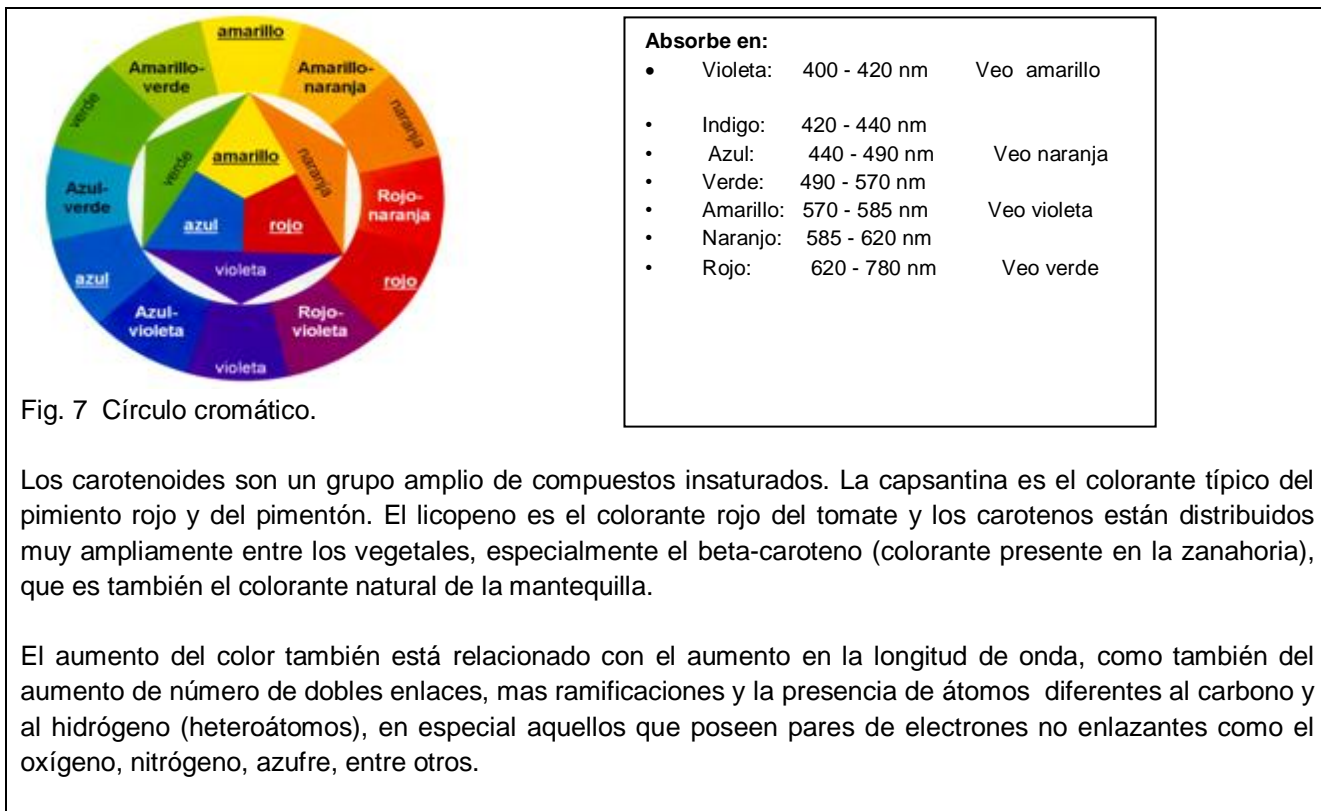 amarillo
Amarillo-
verde
Amarillo-
naranja
verde
naranja
Azul-
verde
Rojo-
naranja
azul
rojo
Azul-
violeta
Rojo-
violeta
violeta
verde
amarillo
naranja
azul
rojo
violeta
Fig. 7 Círculo cromático.
Absorbe en:
• Violeta: 400 - 420 nm Veo amarillo
• Indigo: 420 - 440 nm
• Azul: 440 - 490 nm Veo naranja
• Verde: 490 - 570 nm
• Amarillo: 570 - 585 nm Veo violeta
• Naranjo: 585 - 620 nm
• Rojo: 620 - 780 nm Veo verde
Los carotenoides son un grupo amplio de compuestos insaturados. La capsantina es el colorante típico del
pimiento rojo y del pimentón. El licopeno es el colorante rojo del tomate y los carotenos están distribuidos
muy ampliamente entre los vegetales, especialmente el beta-caroteno (colorante presente en la zanahoria),
que es también el colorante natural de la mantequilla.
El aumento del color también está relacionado con el aumento en la longitud de onda, como también del
aumento de número de dobles enlaces, mas ramificaciones y la presencia de átomos diferentes al carbono y
al hidrógeno (heteroátomos), en especial aquellos que poseen pares de electrones no enlazantes como el
oxígeno, nitrógeno, azufre, entre otros.